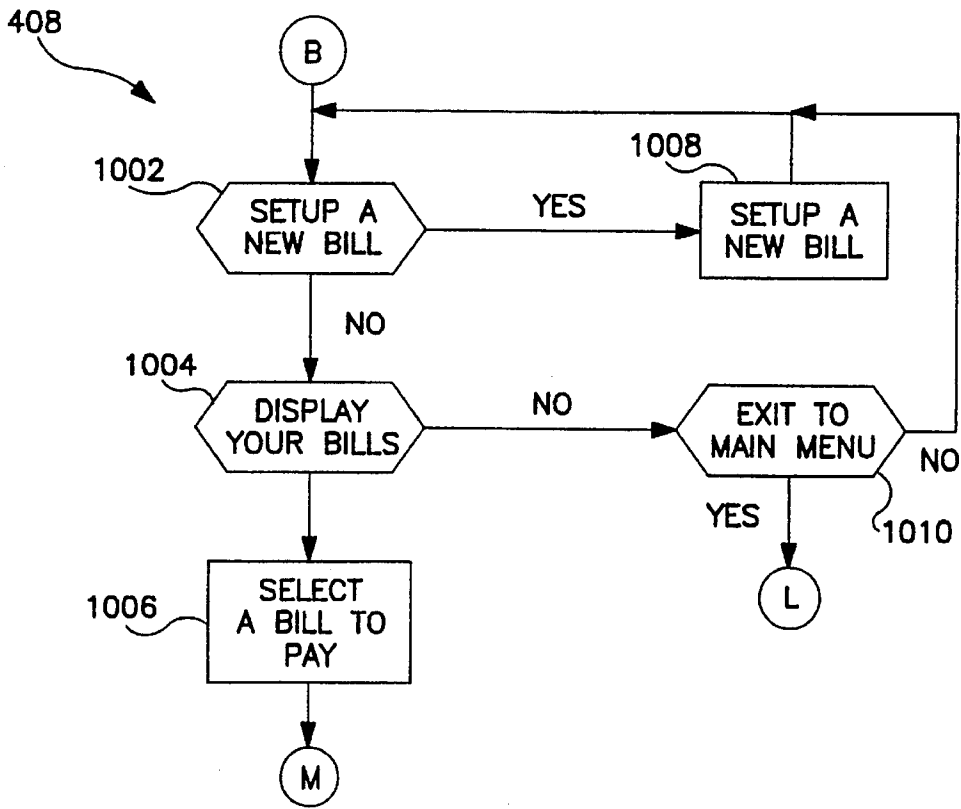 408
B
1002
SETUP A
NEW BILL
YES
1008
SETUP A
NEW BILL
NO
1004
DISPLAY
YOUR BILLS
NO
EXIT TO
MAIN MENU
NO
YES
1010
1006
SELECT
A BILL TO
PAY
L
M